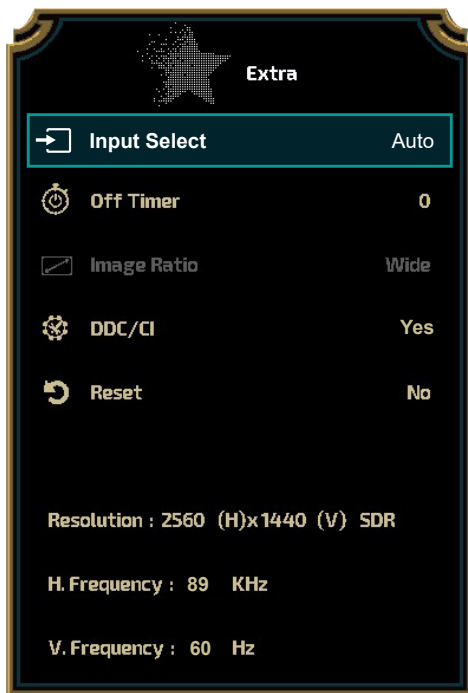 Extra
Input Select Auto
Off Timer 0
Image Ratio Wide
DDC/CI Yes
Reset No
Resolution : 2560 (H)x1440 (V) SDR
H. Frequency : 89 KHz
V. Frequency : 60 Hz